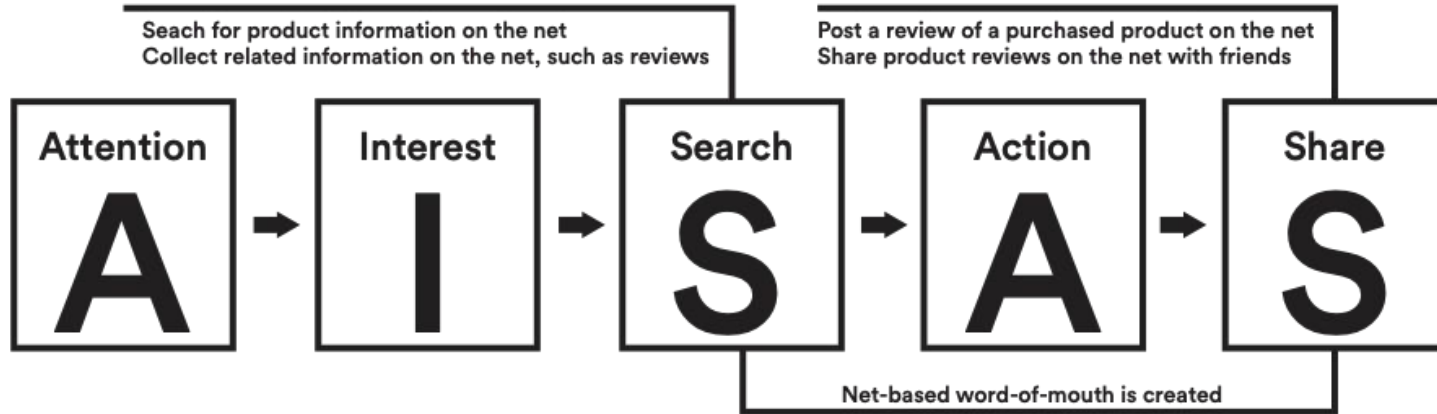 Seach for product information on the net
Collect related information on the net, such as reviews
Post a review of a purchased product on the net
Share product reviews on the net with friends
Attention
A
Interest
I
Search
S
Action
A
Share
S
Net-based word-of-mouth is created